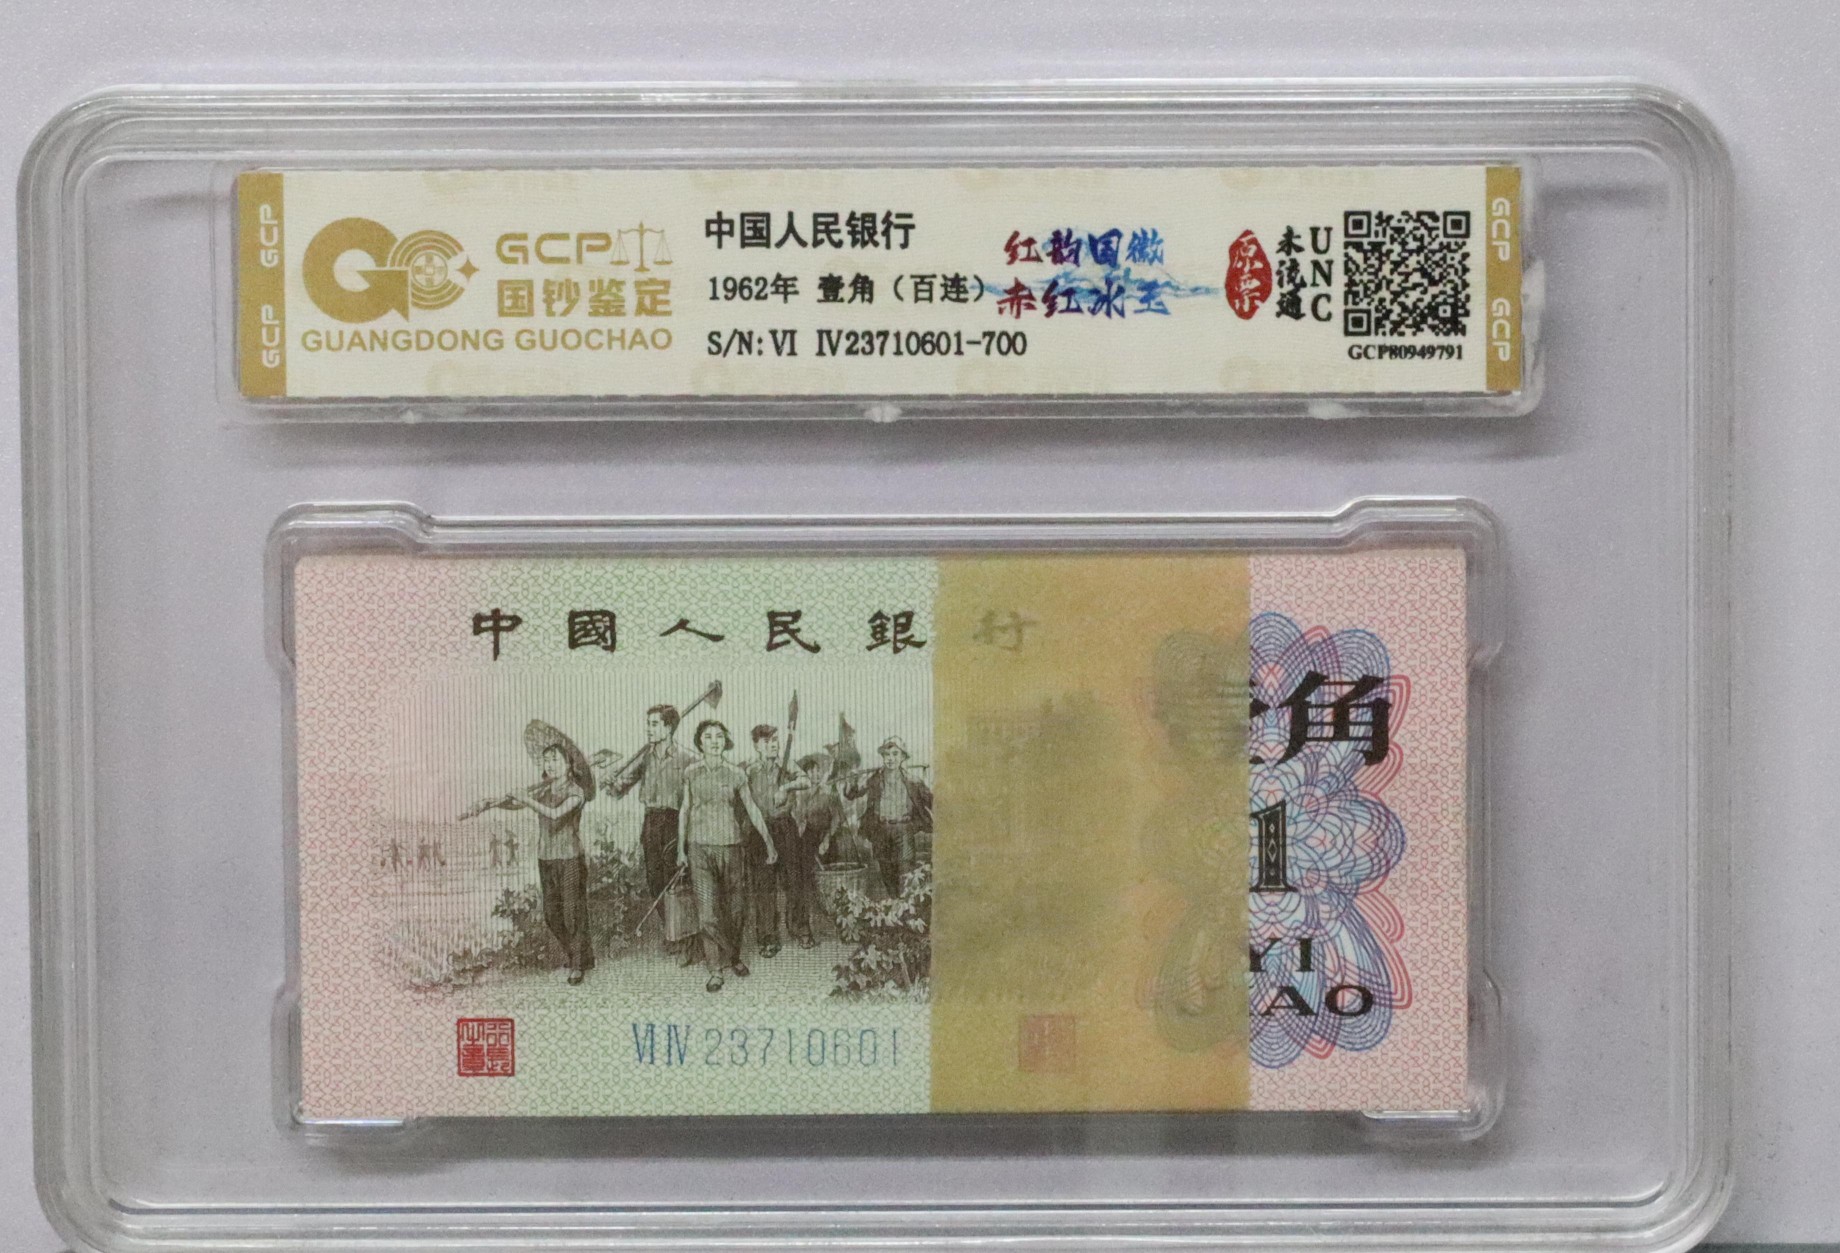 GCP
GCP
GCP
国钞鉴定
GUANGDONG GUOCHAO
中国人民银行
1962年 壹角（百连）
S/N: VI IV23710601-700
红韵国徽
赤红冰玉
原票
未流通
UNC
GCP80949791
GCP
GCP
中國人民銀行
角
1
YI
AO
VI IV 23710601